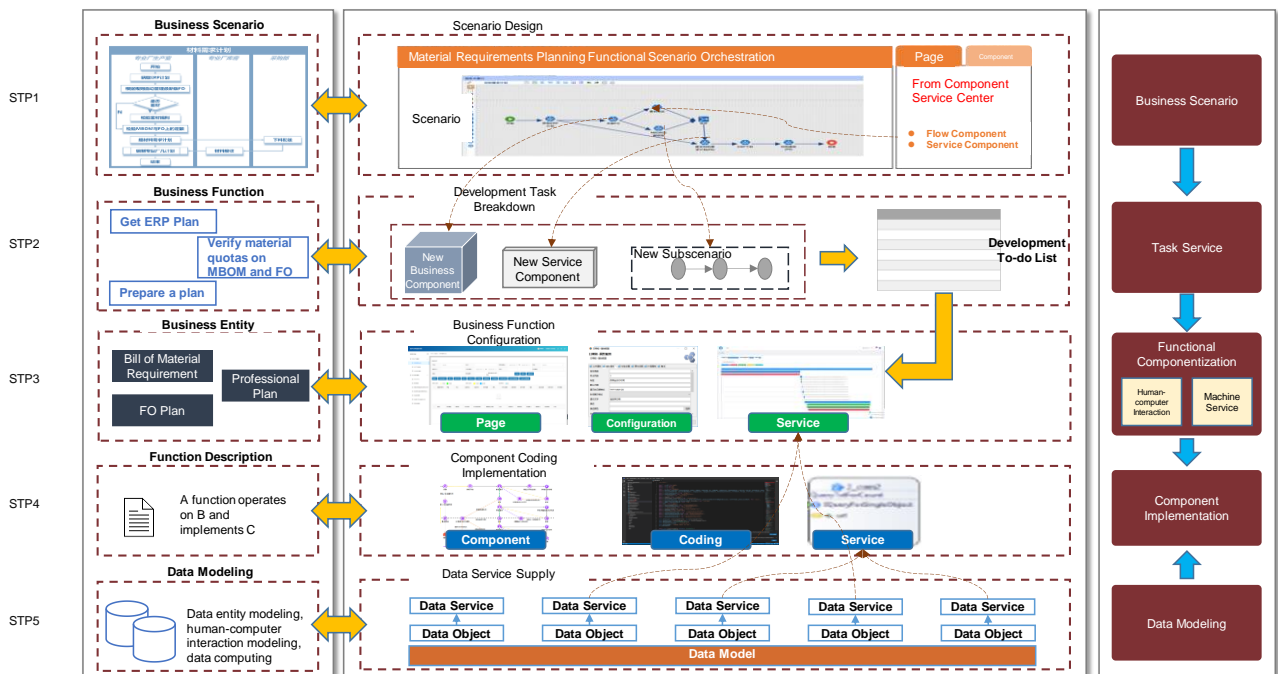 Business Scenario
Scenario Design
STP1
材料需求计划
Material Requirements Planning Functional Scenario Orchestration
Page
Component
Scenario
From Component
Service Center
Flow Component
Service Component
Business Scenario
Business Function
Development Task
Breakdown
STP2
Get ERP Plan
Verify material
quotas on
MBOM and FO
Prepare a plan
New
Business
Component
New Service
Component
New Subscenario
Development
To-do List
Task Service
Business Entity
Business Function
Configuration
STP3
Bill of Material
Requirement
Professional
Plan
FO Plan
Page
Configuration
Service
Functional
Componentization
Human-
computer
Interaction
Machine
Service
Function Description
Component Coding
Implementation
STP4
A function operates
on B and
implements C
Component
Coding
Service
Component
Implementation
Data Modeling
Data Service Supply
STP5
Data entity modeling,
human-computer
interaction modeling,
data computing
Data Service
Data Service
Data Service
Data Service
Data Service
Data Object
Data Object
Data Object
Data Object
Data Object
Data Model
Data Modeling